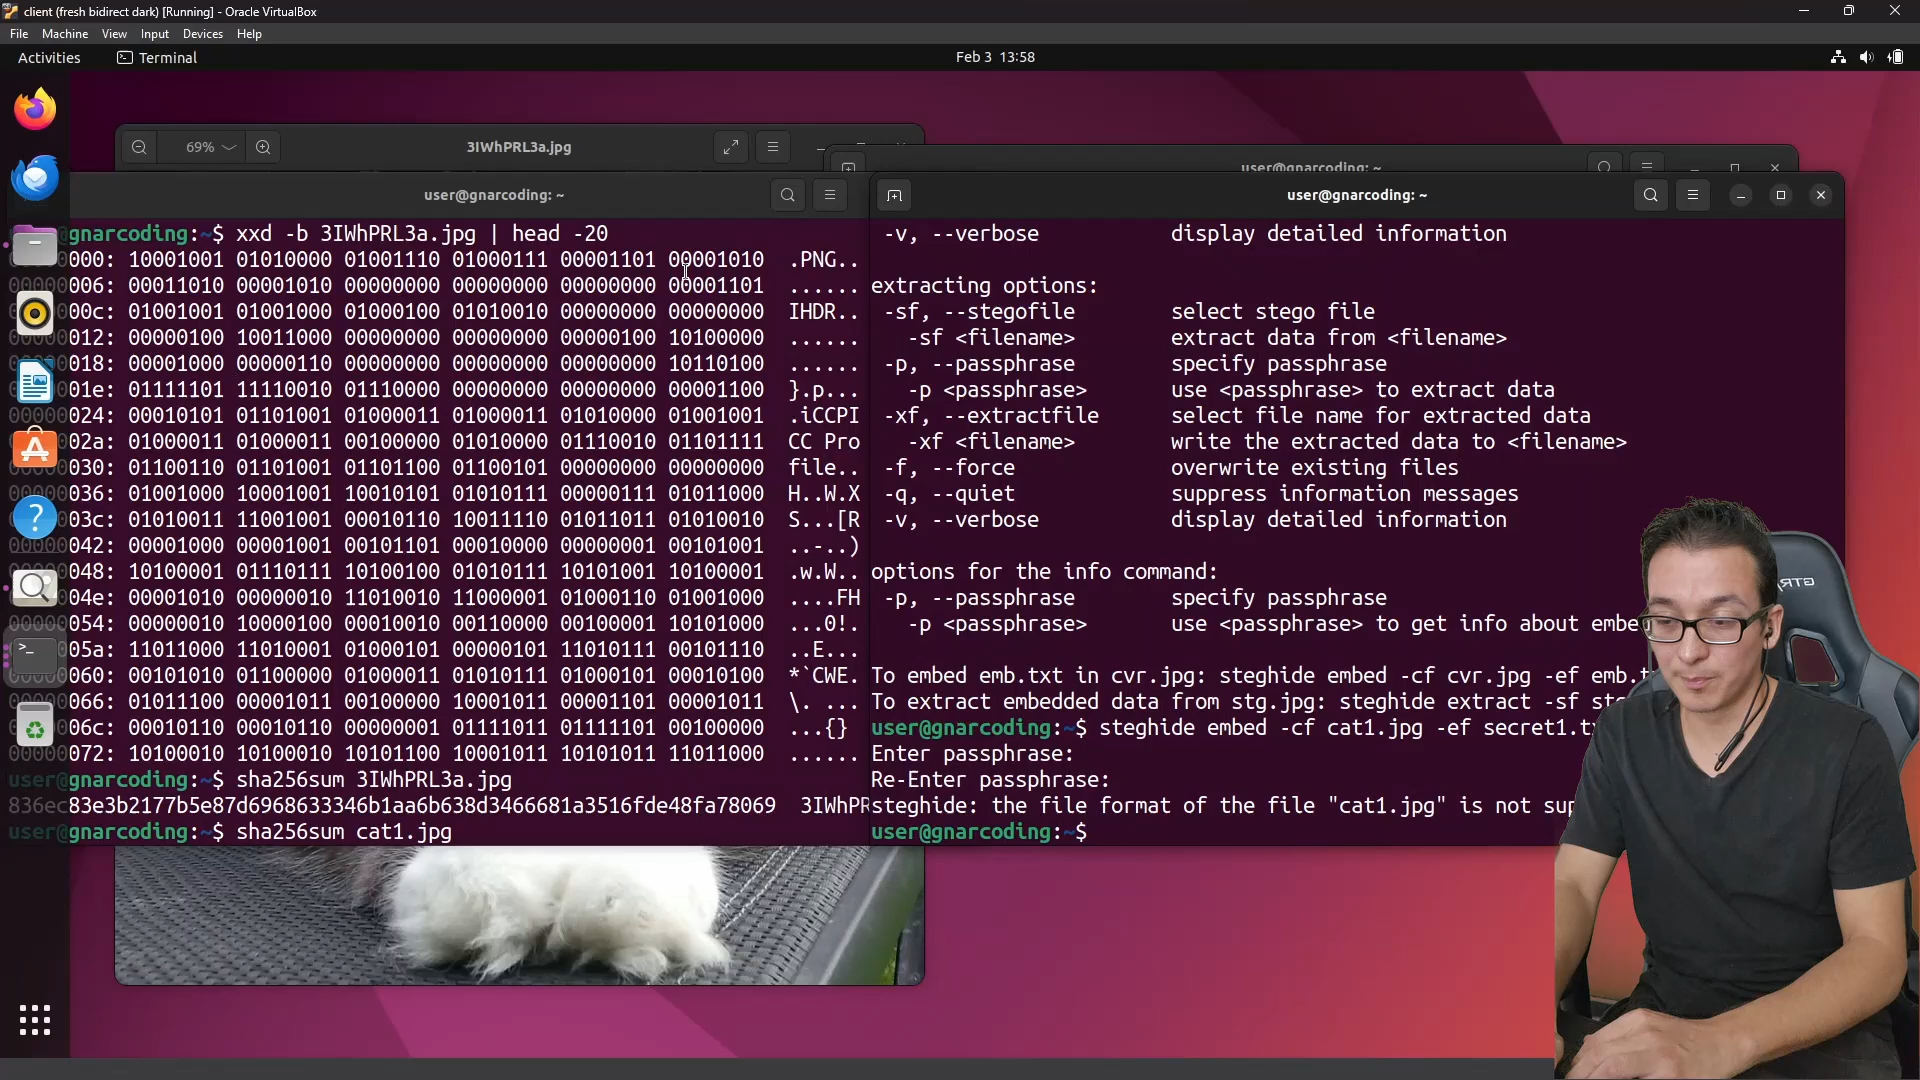 client (fresh bidirect dark) [Running] - Oracle VirtualBox
File Machine View Input Devices Help
Activities Terminal Feb 3 13:58
69% 3IWhPRL3a.jpg
user@gnarcoding: ~
user@gnarcoding: ~
user@gnarcoding: ~
gnarcoding:~$ xxd -b 3IWhPRL3a.jpg | head -20
000: 10001001 01010000 01001110 01000111 00001101 00001010 .PNG..
006: 00011010 00001010 00000000 00000000 00000000 00001101 ......
00c: 01001001 01001000 01000100 01010010 00000000 00000000 IHDR..
012: 00000100 10011000 00000000 00000000 00000100 10100000 ......
018: 00001000 00000110 00000000 00000000 00000000 10110100 ......
01e: 01111101 11110010 01110000 00000000 00000000 00001100 }.p...
024: 00010101 01101001 01000011 01000011 01010000 01001001 .iCCPI
02a: 01000011 01000011 00100000 01010000 01110010 01101111 CC Pro
030: 01100110 01101001 01101100 01100101 00000000 00000000 file..
036: 01001000 10001001 10010101 01010111 00000111 01011000 H..W.X
03c: 01010011 11001001 00010110 10011110 01011011 01010010 S...[R
042: 00001000 00001001 00101101 00010000 00000001 00101001 ..-..)
048: 10100001 01110111 10100100 01010111 10101001 10100001 .w.W..
04e: 00001010 00000010 11010010 11000001 01000110 01001000 ....FH
054: 00000010 10000100 00010010 00110000 00100001 10101000 ...0!.
05a: 11011000 11010001 01000101 00000101 11010111 00101110 ..E...
060: 00101010 01100000 01000011 01010111 01000101 00010100 *`CWE.
066: 01011100 00001011 00100000 10001011 00001101 00001011 \. ...
06c: 00010110 00010110 00000001 01111011 01111101 00100000 ...{}
072: 10100010 10100010 10101100 10001011 10101011 11011000 ......
user@gnarcoding:~$ sha256sum 3IWhPRL3a.jpg
836ec83e3b2177b5e87d6968633346b1aa6b638d3466681a3516fde48fa78069 3IWhPR
user@gnarcoding:~$ sha256sum cat1.jpg
-v, --verbose display detailed information
extracting options:
-sf, --stegofile select stego file
-sf <filename> extract data from <filename>
-p, --passphrase specify passphrase
-p <passphrase> use <passphrase> to extract data
-xf, --extractfile select file name for extracted data
-xf <filename> write the extracted data to <filename>
-f, --force overwrite existing files
-q, --quiet suppress information messages
-v, --verbose display detailed information
options for the info command:
-p, --passphrase specify passphrase
-p <passphrase> use <passphrase> to get info about embe
To embed emb.txt in cvr.jpg: steghide embed -cf cvr.jpg -ef emb.t
To extract embedded data from stg.jpg: steghide extract -sf st
user@gnarcoding:~$ steghide embed -cf cat1.jpg -ef secret1.t
Enter passphrase:
Re-Enter passphrase:
steghide: the file format of the file "cat1.jpg" is not sup
user@gnarcoding:~$
GTR